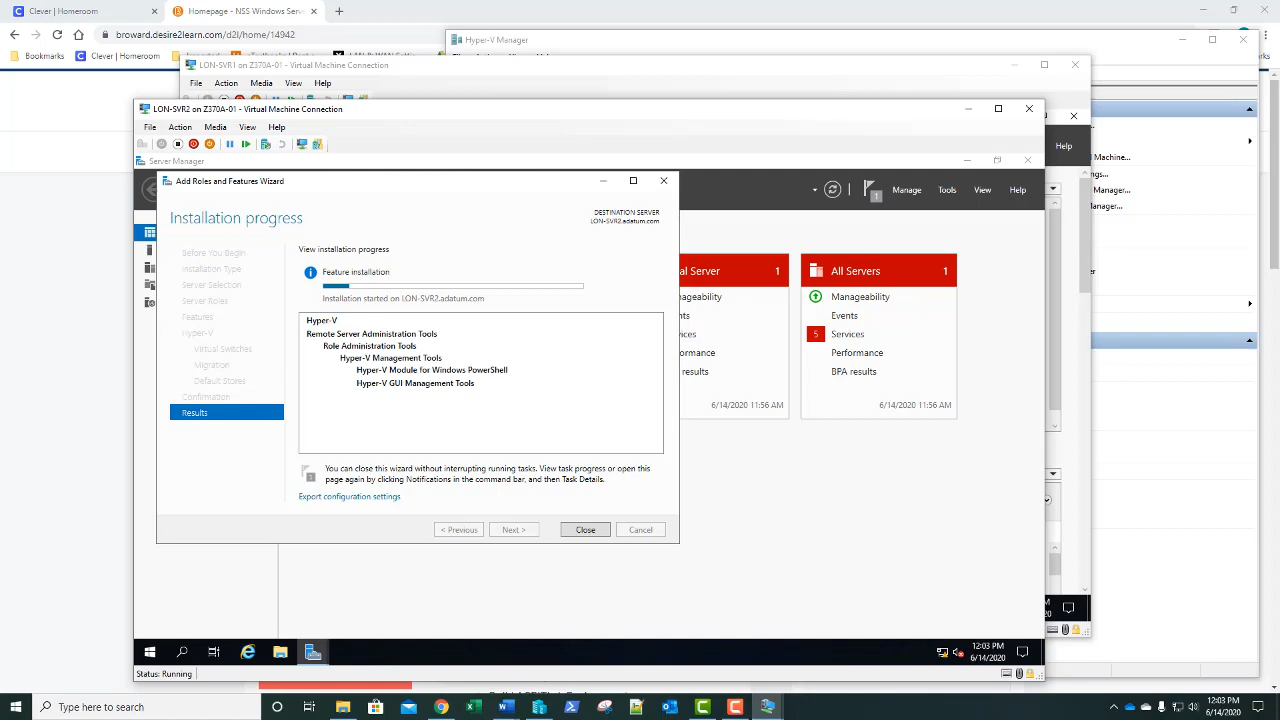 Clever | Homeroom
Homepage - NSS Windows Serve
broward.desire2learn.com/d2l/home/14942
Bookmarks
Clever | Homeroom
Hyper-V Manager
LON-SVR1 on Z370A-01 - Virtual Machine Connection
File Action Media View Help
LON-SVR2 on Z370A-01 - Virtual Machine Connection
File Action Media View Help
Server Manager
Help
Machine...
Add Roles and Features Wizard
1
Manage Tools View Help
Installation progress
DESTINATION SERVER
LON-SVR2.adatum.com
View installation progress
Before You Begin
Installation Type
Server Selection
Server Roles
Features
Hyper-V
Virtual Switches
Migration
Default Stores
Confirmation
Results
Feature installation
Installation started on LON-SVR2.adatum.com
Hyper-V
Remote Server Administration Tools
Role Administration Tools
Hyper-V Management Tools
Hyper-V Module for Windows PowerShell
Hyper-V GUI Management Tools
You can close this wizard without interrupting running tasks. View task progress or open this
page again by clicking Notifications in the command bar, and then Task Details.
Export configuration settings
< Previous Next > Close Cancel
al Server 1
nageability
ents
vices
ormance
results
6/14/2020 11:56 AM
All Servers 1
Manageability
Events
5 Services
Performance
BPA results
6/14/2020 11:56 AM
12:03 PM
6/14/2020
Status: Running
Type here to search
12:03 PM
6/14/2020